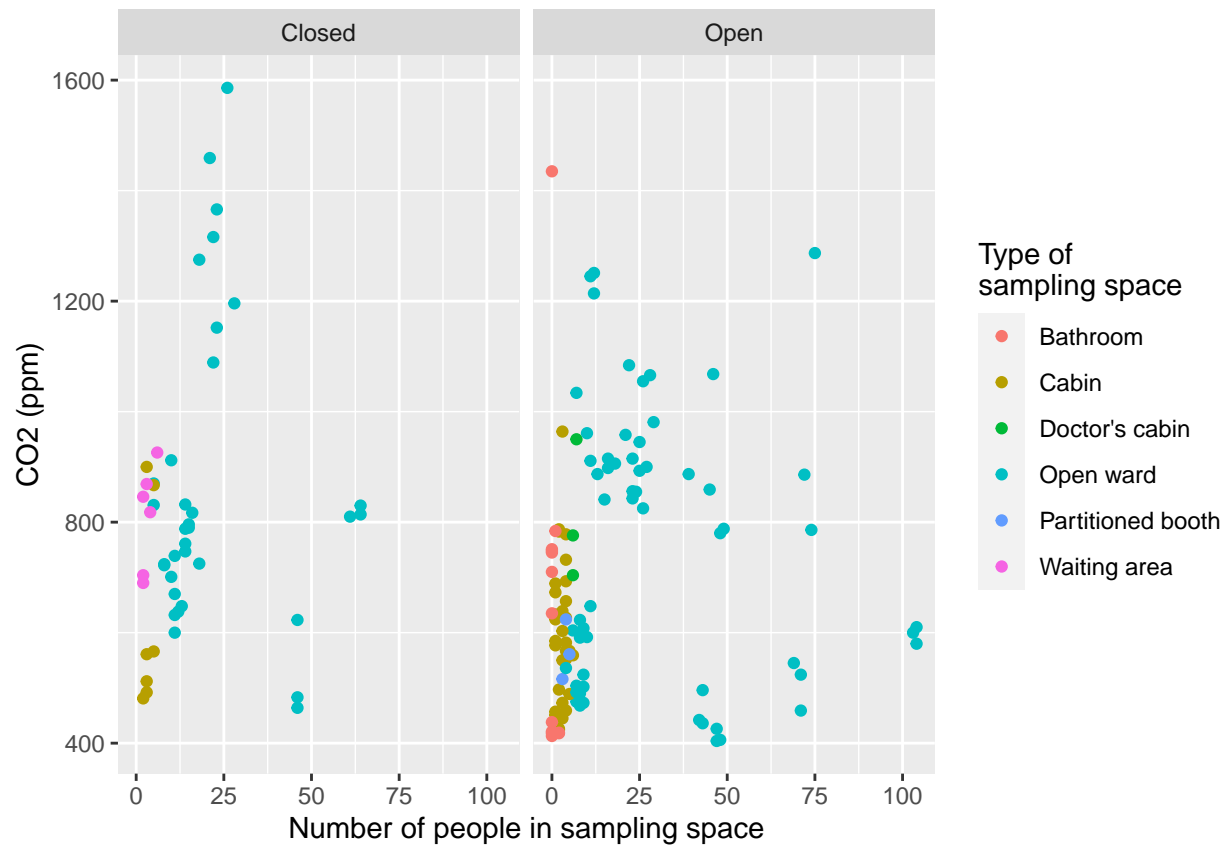 Closed
Open
1600
1200
800
400
CO2 (ppm)
0
25
50
75
100
0
25
50
75
100
Number of people in sampling space
Type of
sampling space
Bathroom
Cabin
Doctor's cabin
Open ward
Partitioned booth
Waiting area